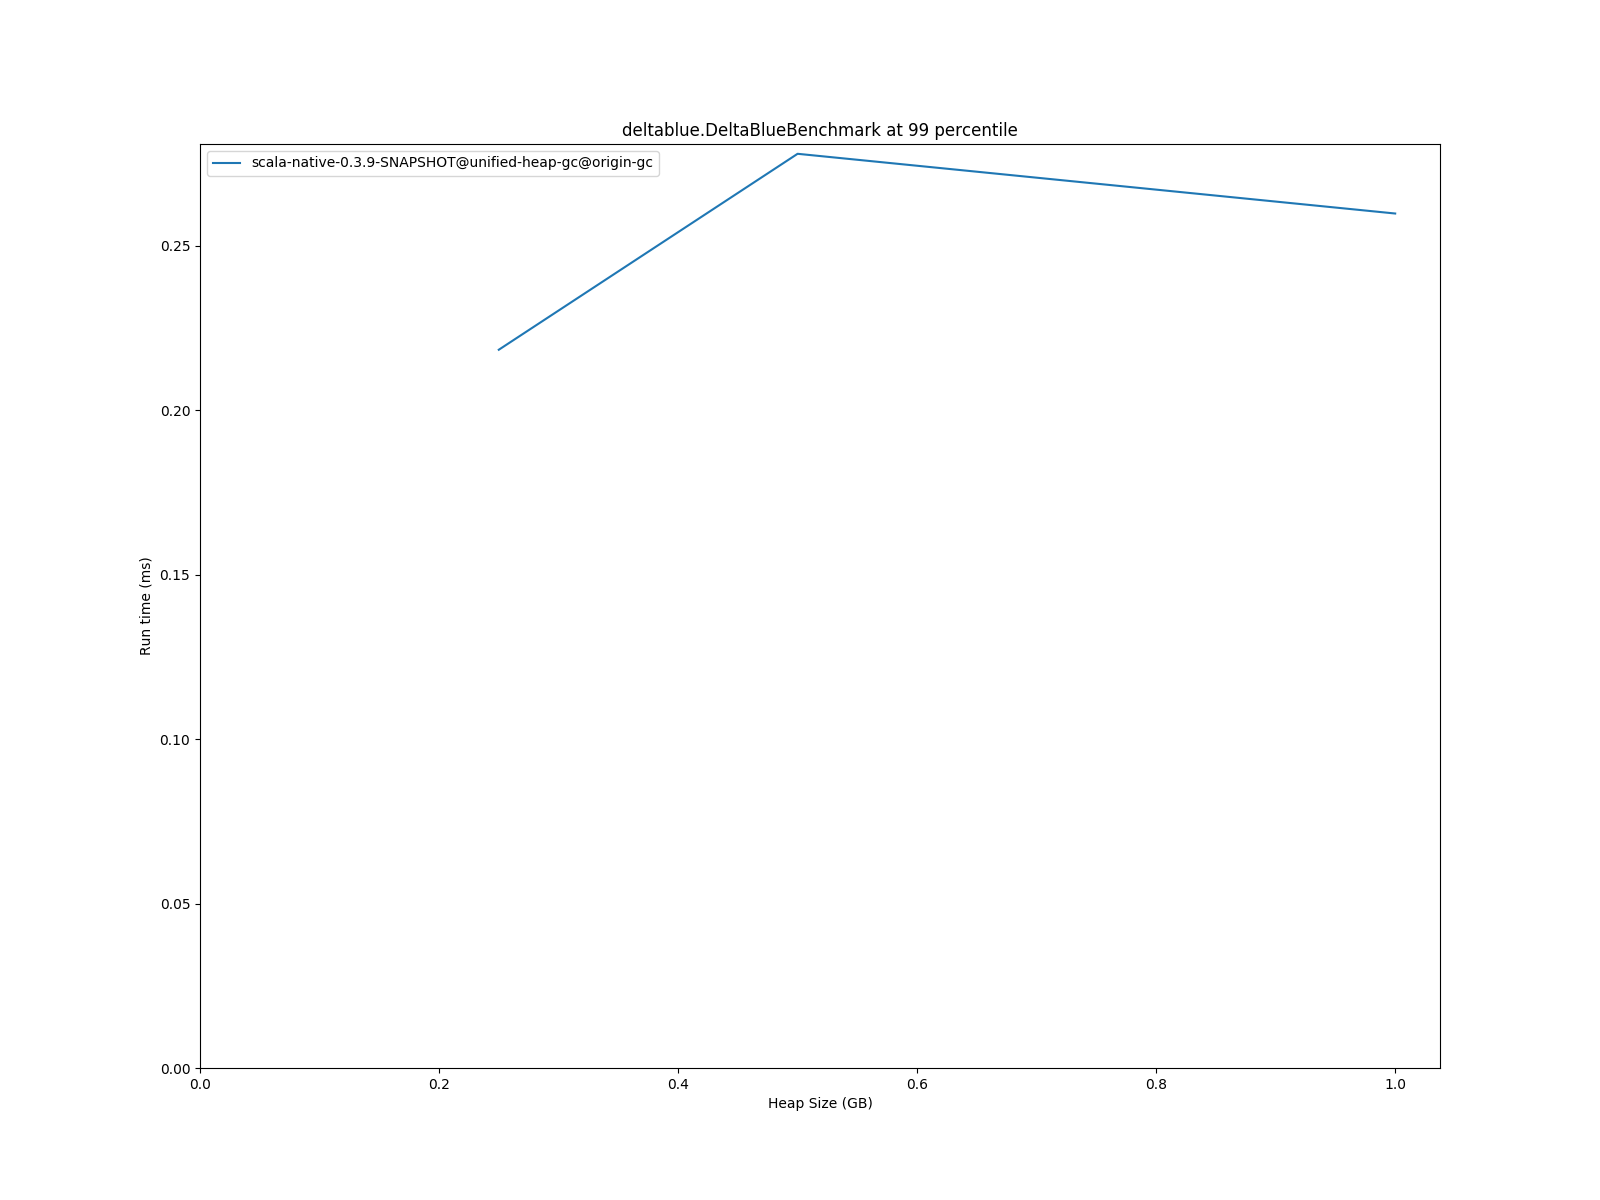 deltablue.DeltaBlueBenchmark at 99 percentile
scala-native-0.3.9-SNAPSHOT@unified-heap-gc@origin-gc
0.25
0.20
0.15
0.10
0.05
0.00
Run time (ms)
0.0 0.2 0.4 0.6 0.8 1.0
Heap Size (GB)